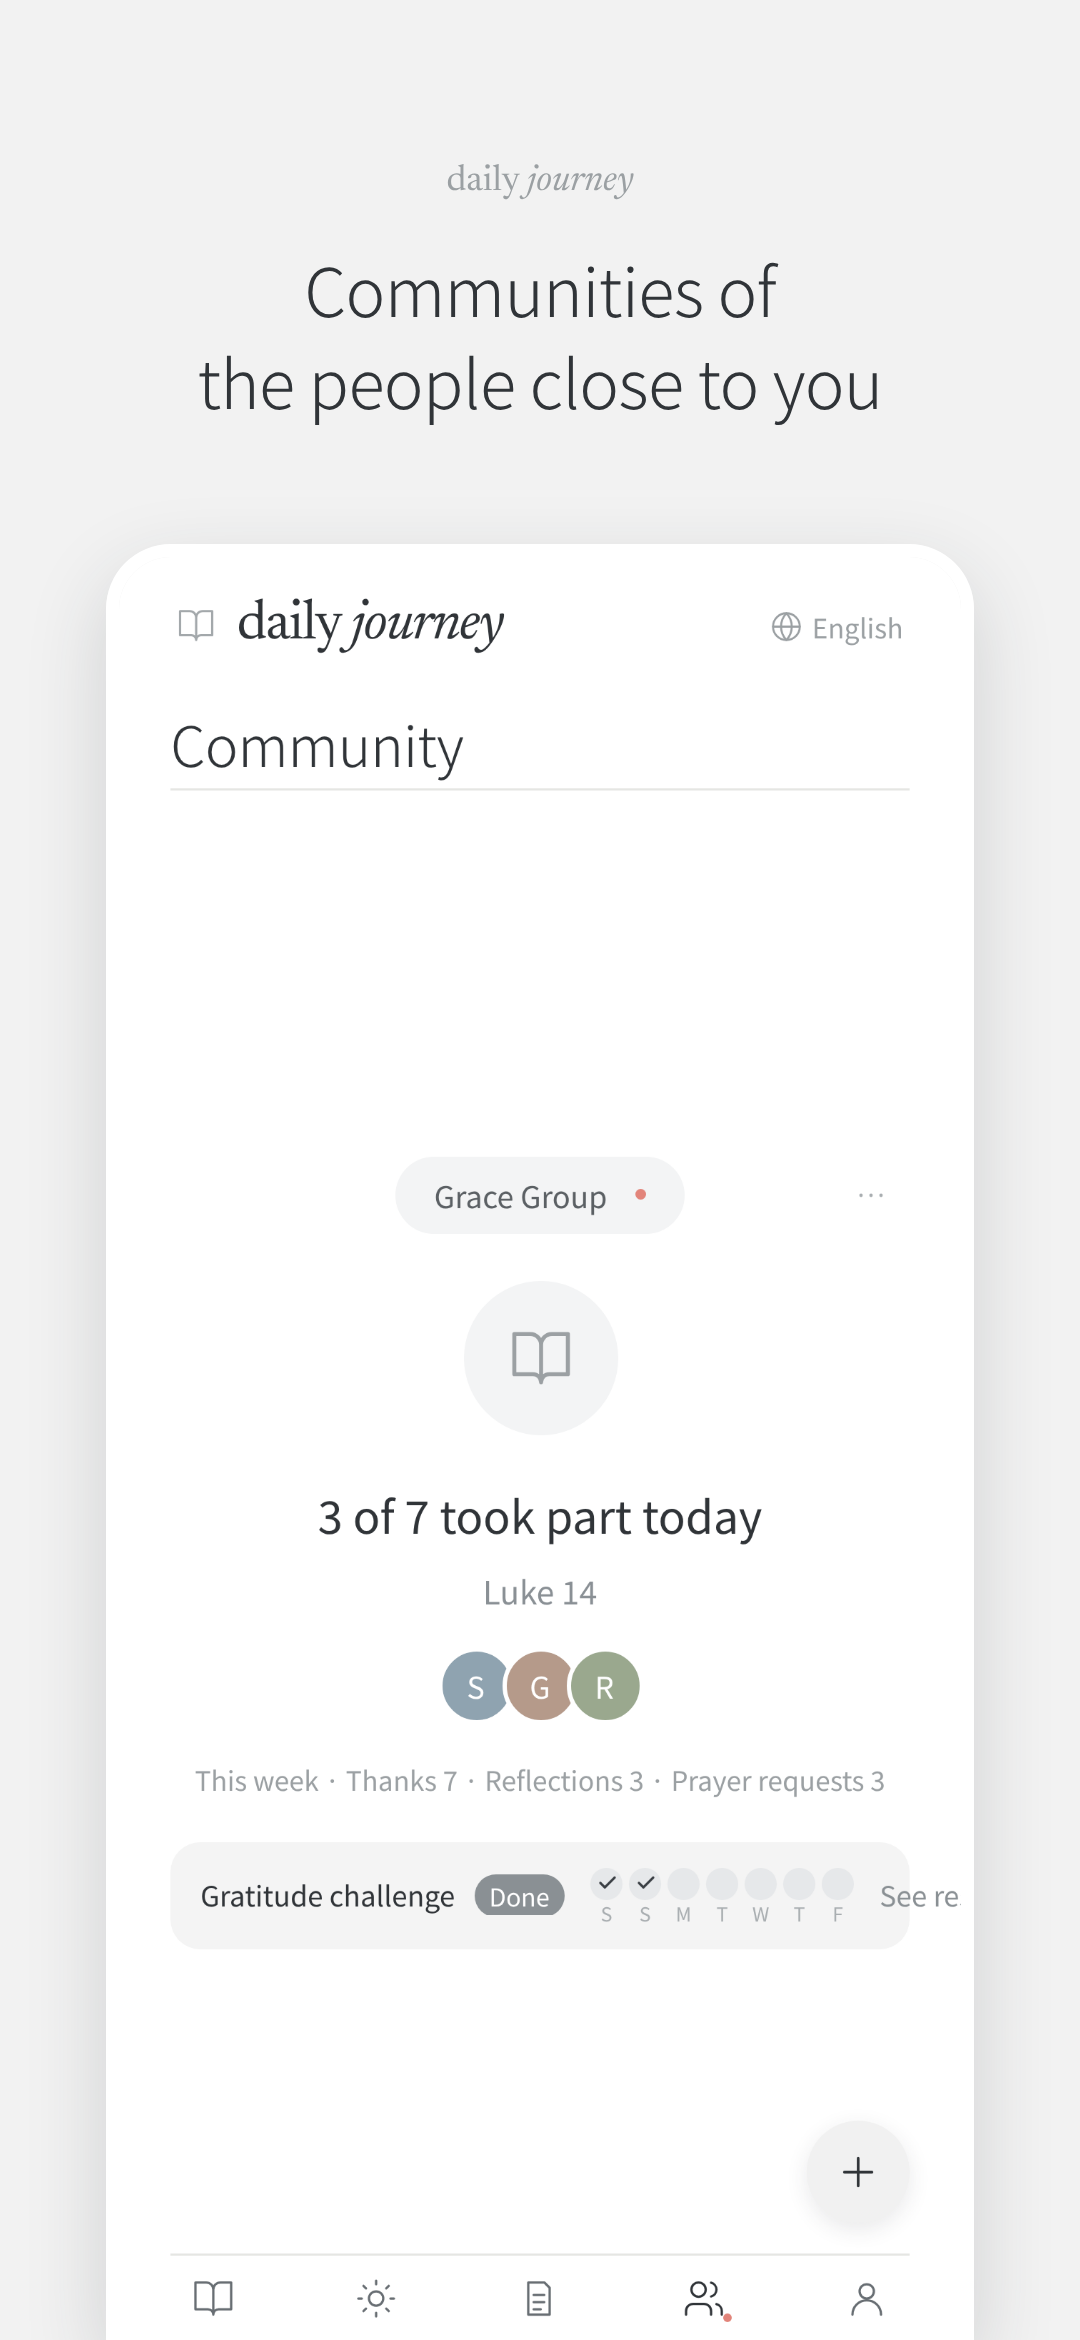 daily journey
Communities of
the people close to you
daily journey
English
Community
Grace Group
...
3 of 7 took part today
Luke 14
S G R
This week · Thanks 7 · Reflections 3 · Prayer requests 3
Gratitude challenge Done See re
S S M T W T F